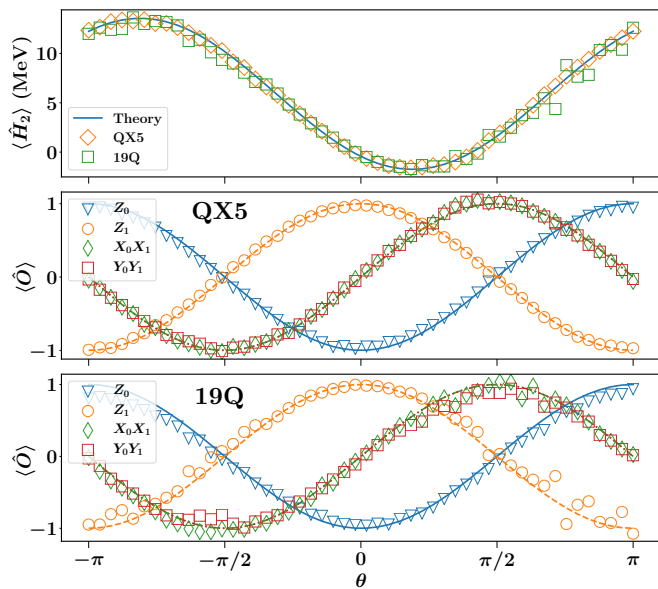 ⟨Ĥ₂⟩ (MeV)
10
5
0
Theory
QX5
19Q
QX5
⟨Ô⟩
1
0
−1
Z₀
Z₁
X₀X₁
Y₀Y₁
19Q
⟨Ô⟩
1
0
−1
Z₀
Z₁
X₀X₁
Y₀Y₁
−π
−π/2
0
π/2
π
θ